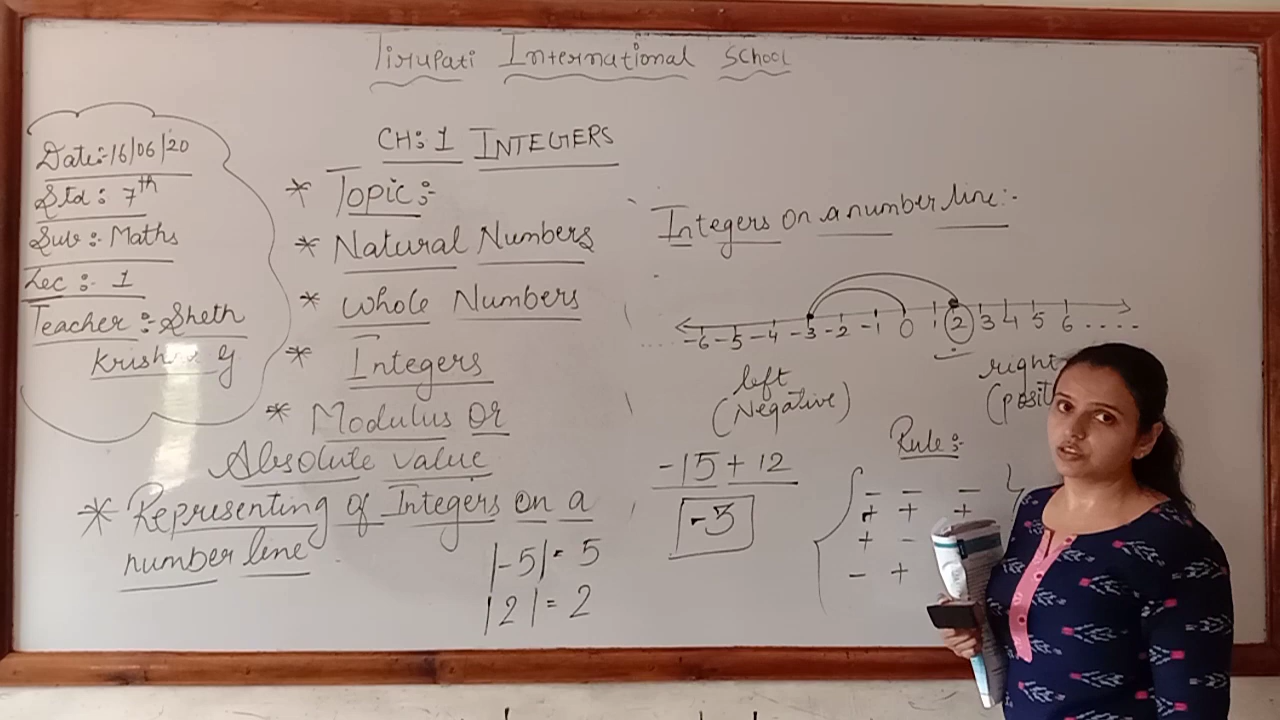 Tirupati International School
Date:-16/06/20
Std : 7th
Sub :- Maths
Lec :- 1
Teacher : Sheth
CH: 1 INTEGERS
* Topic:-
* Natural Numbers
* Whole Numbers
* Integers
* Modulus or
Absolute value
* Representing of Integers on a
number line
|-5| = 5
|2| = 2
Integers on a number line:-
-6 -5 -4 -3 -2 -1 0 1 2 3 4 5 6 ....
left
(Negative)
right
-15 + 12
-3
Rule:-
- - -
+ + +
+ -
- +